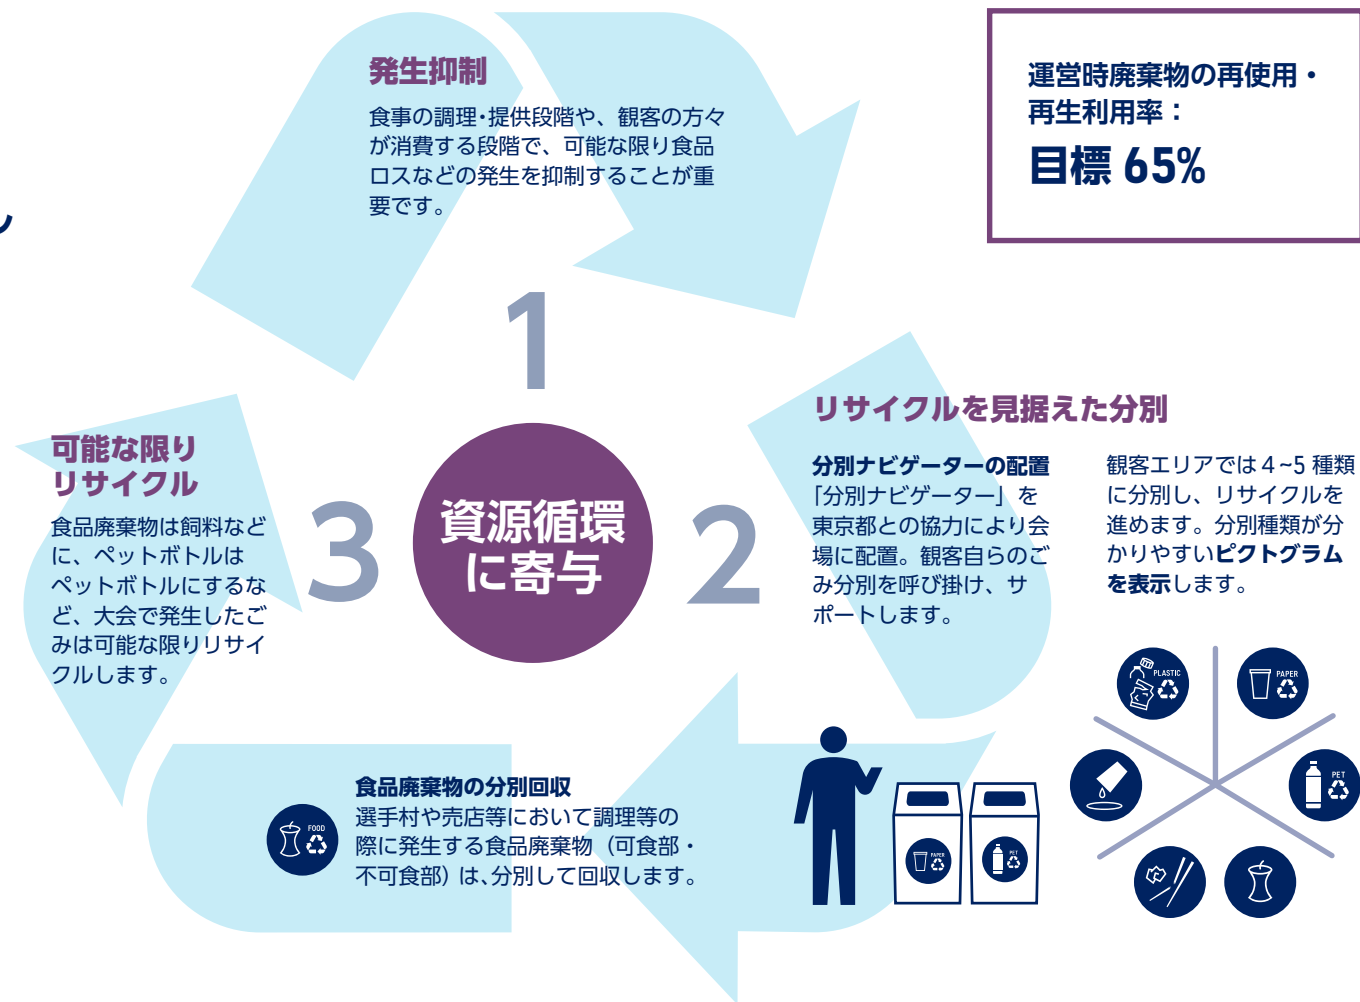 発生抑制
食事の調理・提供段階や、観客の方々
が消費する段階で、可能な限り食品
ロスなどの発生を抑制することが重
要です。
運営時廃棄物の再使用・
再生利用率：
目標 65%
1
リサイクルを見据えた分別
分別ナビゲーターの配置
「分別ナビゲーター」を
東京都との協力により会
場に配置。観客自らのご
み分別を呼び掛け、サ
ポートします。
観客エリアでは４~5 種類
に分別し、リサイクルを
進めます。分別種類が分
かりやすいピクトグラム
を表示します。
可能な限り
リサイクル
食品廃棄物は飼料など
に、ペットボトルは
ペットボトルにするな
ど、大会で発生したご
みは可能な限りリサイ
クルします。
3
資源循環
に寄与
2
PLASTIC
PAPER
PET
食品廃棄物の分別回収
選手村や売店等において調理等の
際に発生する食品廃棄物（可食部・
不可食部）は、分別して回収します。
FOOD
PAPER
PET